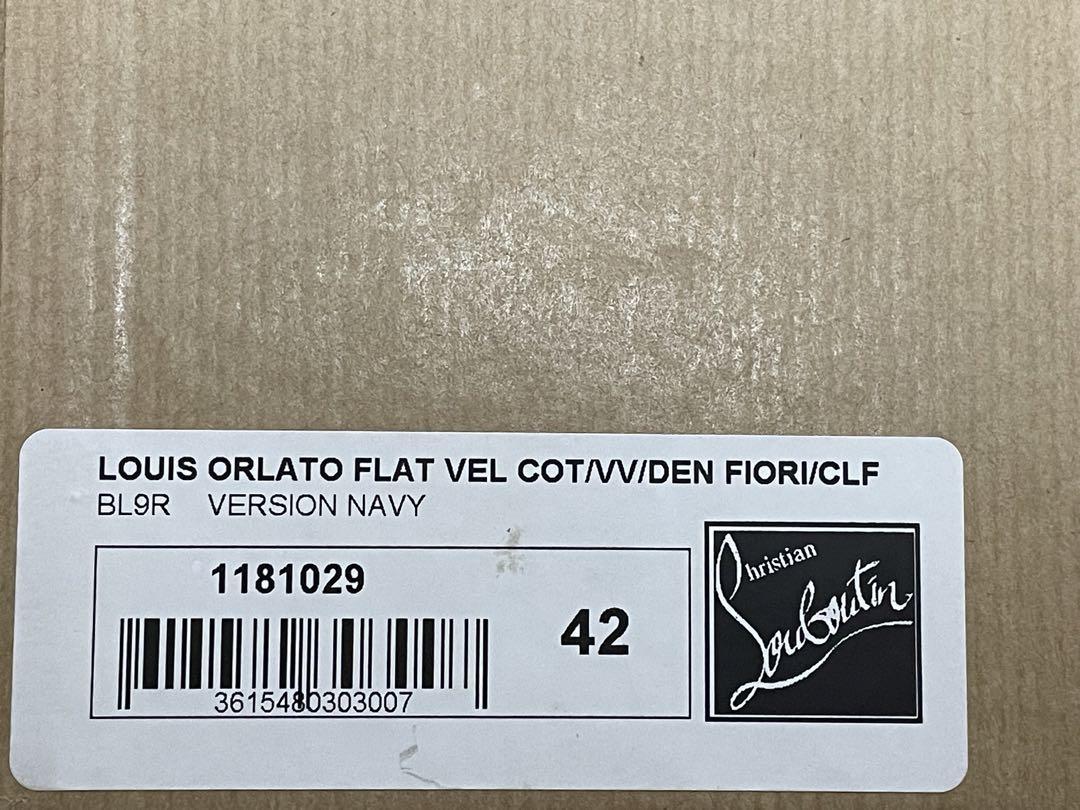 LOUIS ORLATO FLAT VEL COT/VV/DEN FIORI/CLF
BL9R VERSION NAVY
1181029
42
3615480303007
Christian
Louboutin